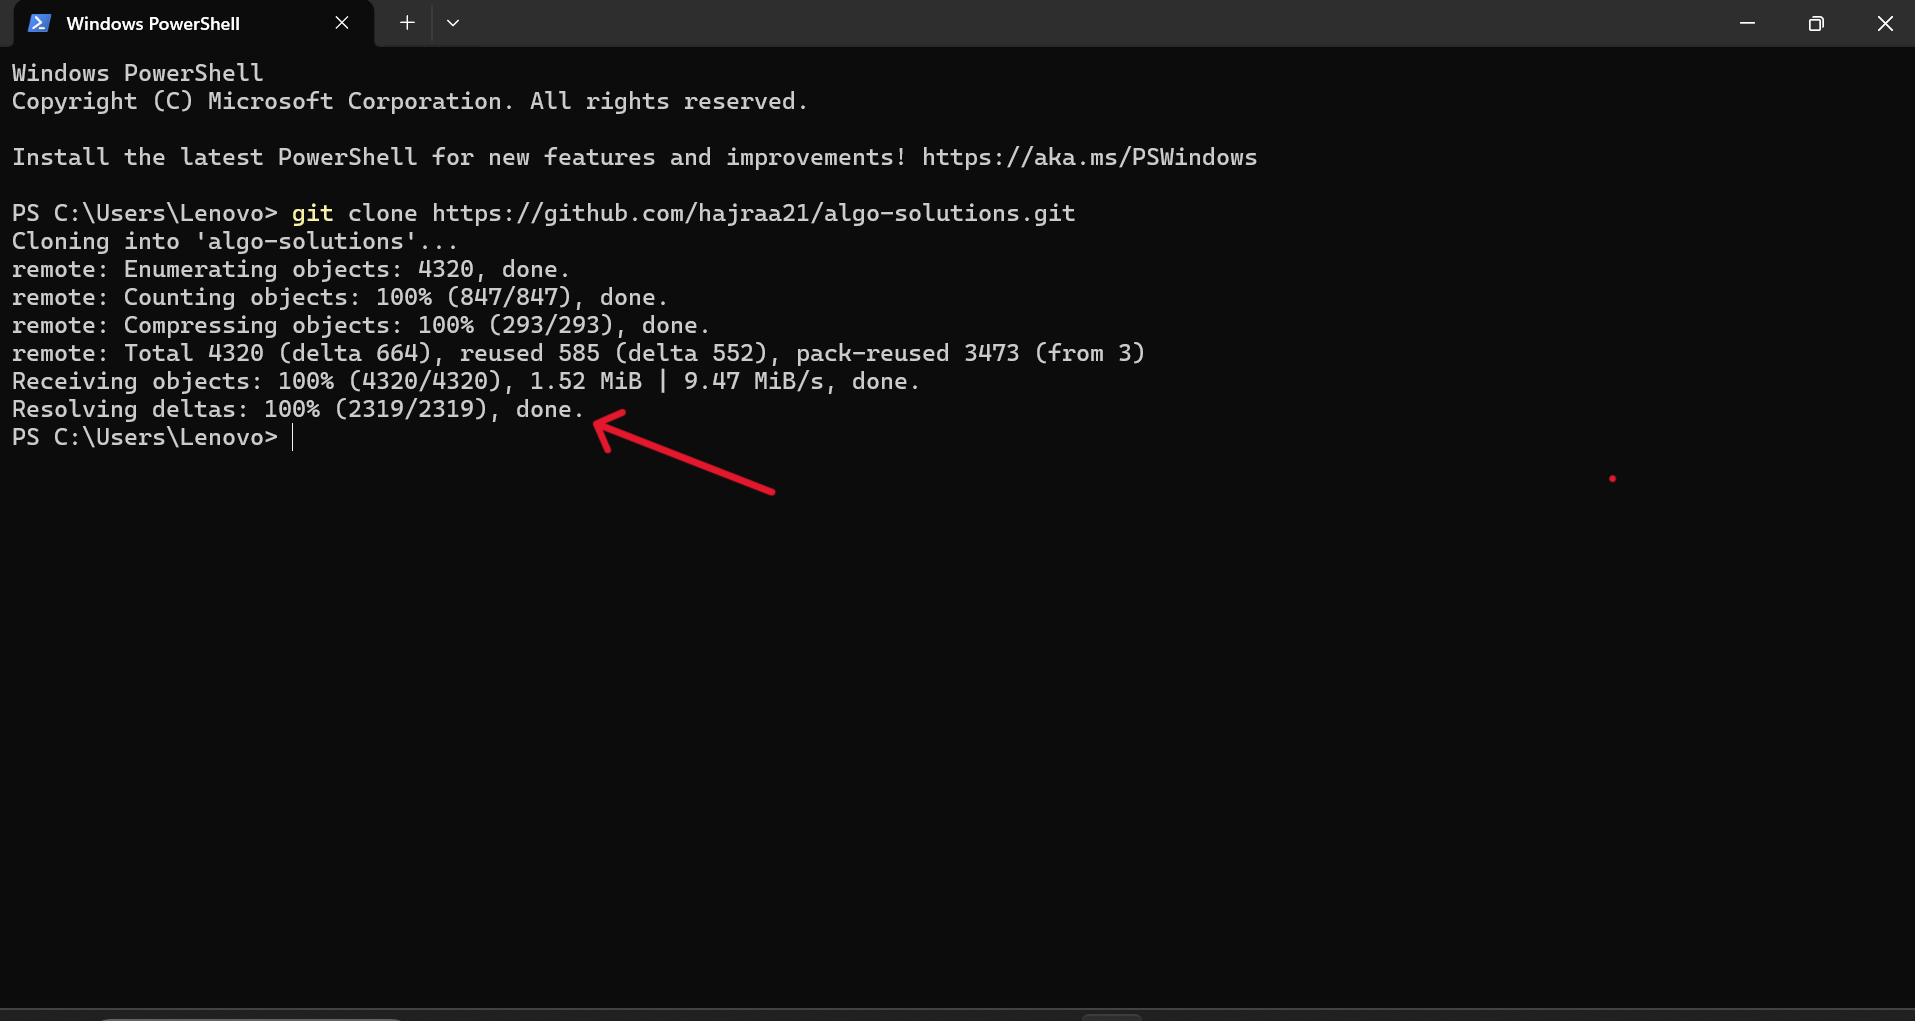 Windows PowerShell
Windows PowerShell
Copyright (C) Microsoft Corporation. All rights reserved.
Install the latest PowerShell for new features and improvements! https://aka.ms/PSWindows
PS C:\Users\Lenovo> git clone https://github.com/hajraa21/algo-solutions.git
Cloning into 'algo-solutions'...
remote: Enumerating objects: 4320, done.
remote: Counting objects: 100% (847/847), done.
remote: Compressing objects: 100% (293/293), done.
remote: Total 4320 (delta 664), reused 585 (delta 552), pack-reused 3473 (from 3)
Receiving objects: 100% (4320/4320), 1.52 MiB | 9.47 MiB/s, done.
Resolving deltas: 100% (2319/2319), done.
PS C:\Users\Lenovo>